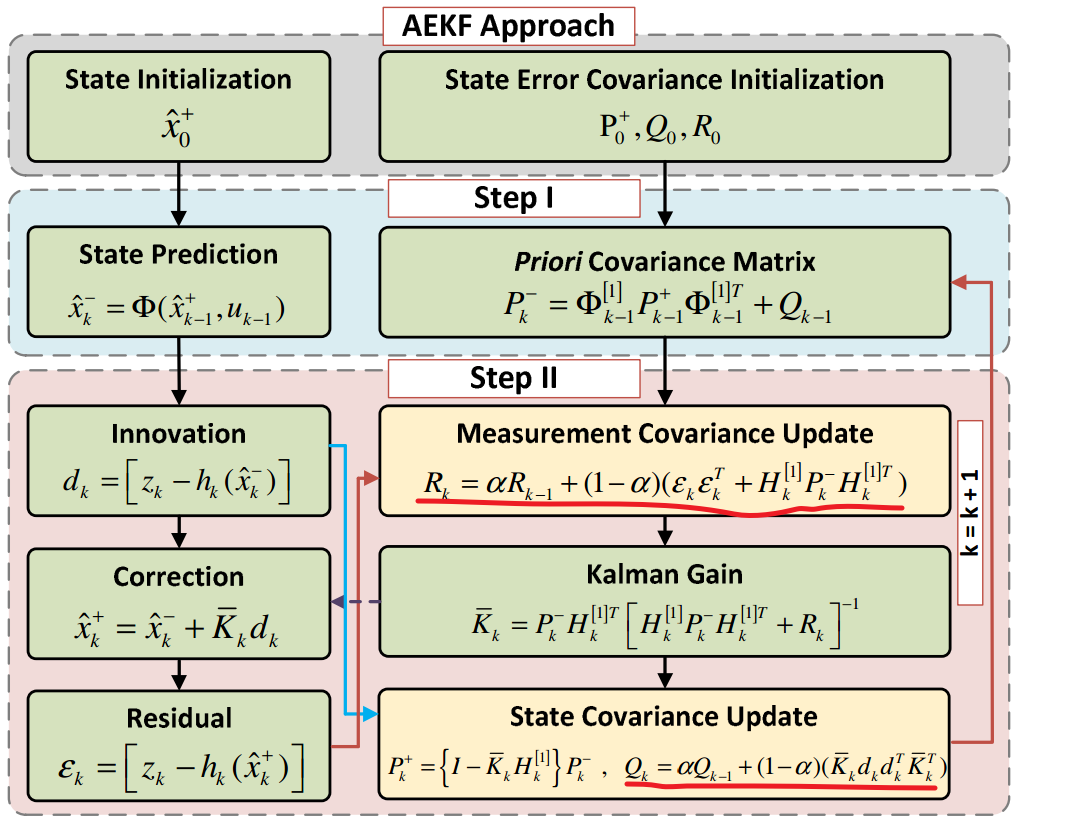 AEKF Approach
State Initialization
x̂₀⁺
State Error Covariance Initialization
P₀⁺, Q₀, R₀
Step I
State Prediction
x̂ₖ⁻ = Φ(x̂ₖ₋₁⁺, uₖ₋₁)
Priori Covariance Matrix
Pₖ⁻ = Φₖ₋₁^[1] Pₖ₋₁⁺ Φₖ₋₁^[1]T + Qₖ₋₁
Step II
Innovation
dₖ = [zₖ − hₖ(x̂ₖ⁻)]
Correction
x̂ₖ⁺ = x̂ₖ⁻ + K̄ₖdₖ
Residual
εₖ = [zₖ − hₖ(x̂ₖ⁺)]
Measurement Covariance Update
Rₖ = αRₖ₋₁ + (1−α)(εₖεₖᵀ + Hₖ^[1] Pₖ⁻ Hₖ^[1]T)
Kalman Gain
K̄ₖ = Pₖ⁻ Hₖ^[1]T [Hₖ^[1] Pₖ⁻ Hₖ^[1]T + Rₖ]⁻¹
State Covariance Update
Pₖ⁺ = {I − K̄ₖHₖ^[1]}Pₖ⁻ , Qₖ = αQₖ₋₁ + (1−α)(K̄ₖdₖdₖᵀK̄ₖᵀ)
k = k + 1